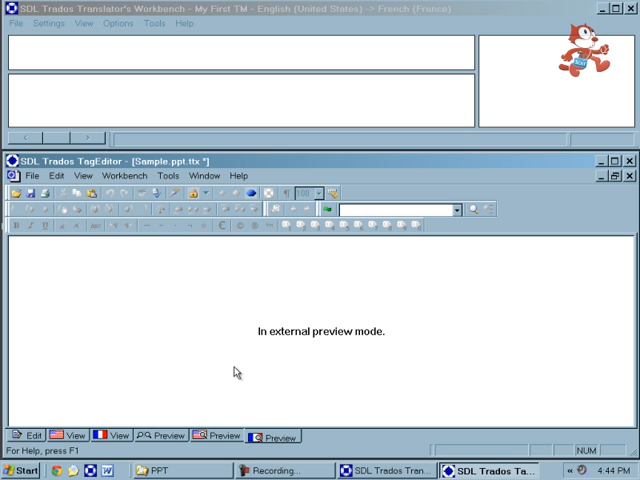 SDL Trados Translator's Workbench - My First TM - English (United States) -> French (France)
File Settings View Options Tools Help
< - >
SDL Trados TagEditor - [Sample.ppt.ttx *]
File Edit View Workbench Tools Window Help
100
B I U
In external preview mode.
Edit View View Preview Preview Preview
For Help, press F1
NUM
Start PPT Recording... SDL Trados Tran... SDL Trados Ta... « 4:44 PM